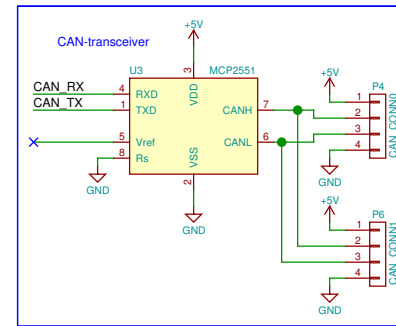 +5V
CAN-transceiver
U3
MCP2551
3
VDD
+5V
P4
CAN_RX
4
RXD
CAN_TX
1
TXD
CANH
7
1
2
3
4
CAN_CONN0
5
Vref
CANL
6
8
Rs
VSS
2
GND
GND
GND
+5V
P6
1
2
3
4
CAN_CONN1
GND